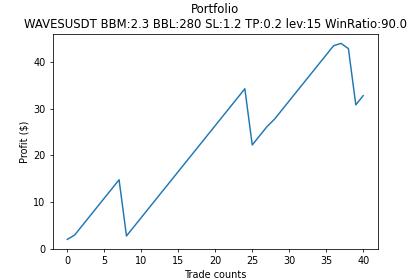 Portfolio
WAVESUSDT BBM:2.3 BBL:280 SL:1.2 TP:0.2 lev:15 WinRatio:90.0
Profit ($)
40
30
20
10
0
0 5 10 15 20 25 30 35 40
Trade counts